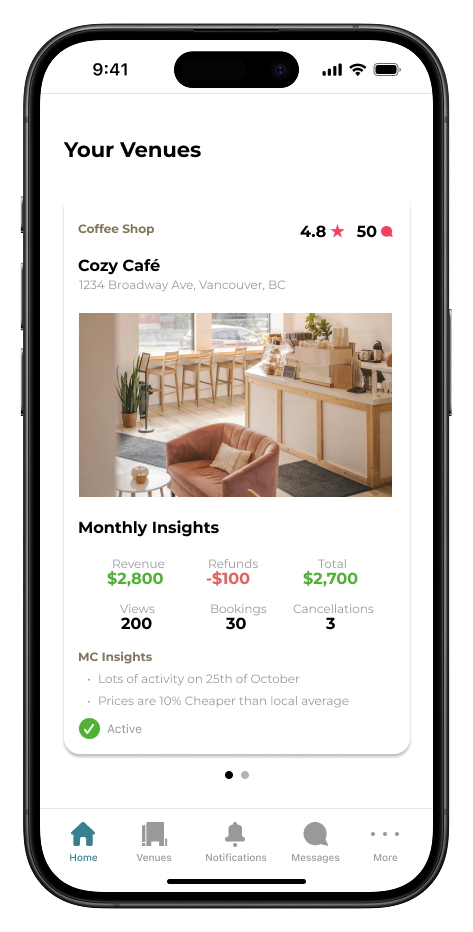 9:41
Your Venues
Coffee Shop
4.8 50
Cozy Café
1234 Broadway Ave, Vancouver, BC
Monthly Insights
Revenue Refunds Total
$2,800 -$100 $2,700
Views Bookings Cancellations
200 30 3
MC Insights
• Lots of activity on 25th of October
• Prices are 10% Cheaper than local average
Active
Home Venues Notifications Messages More